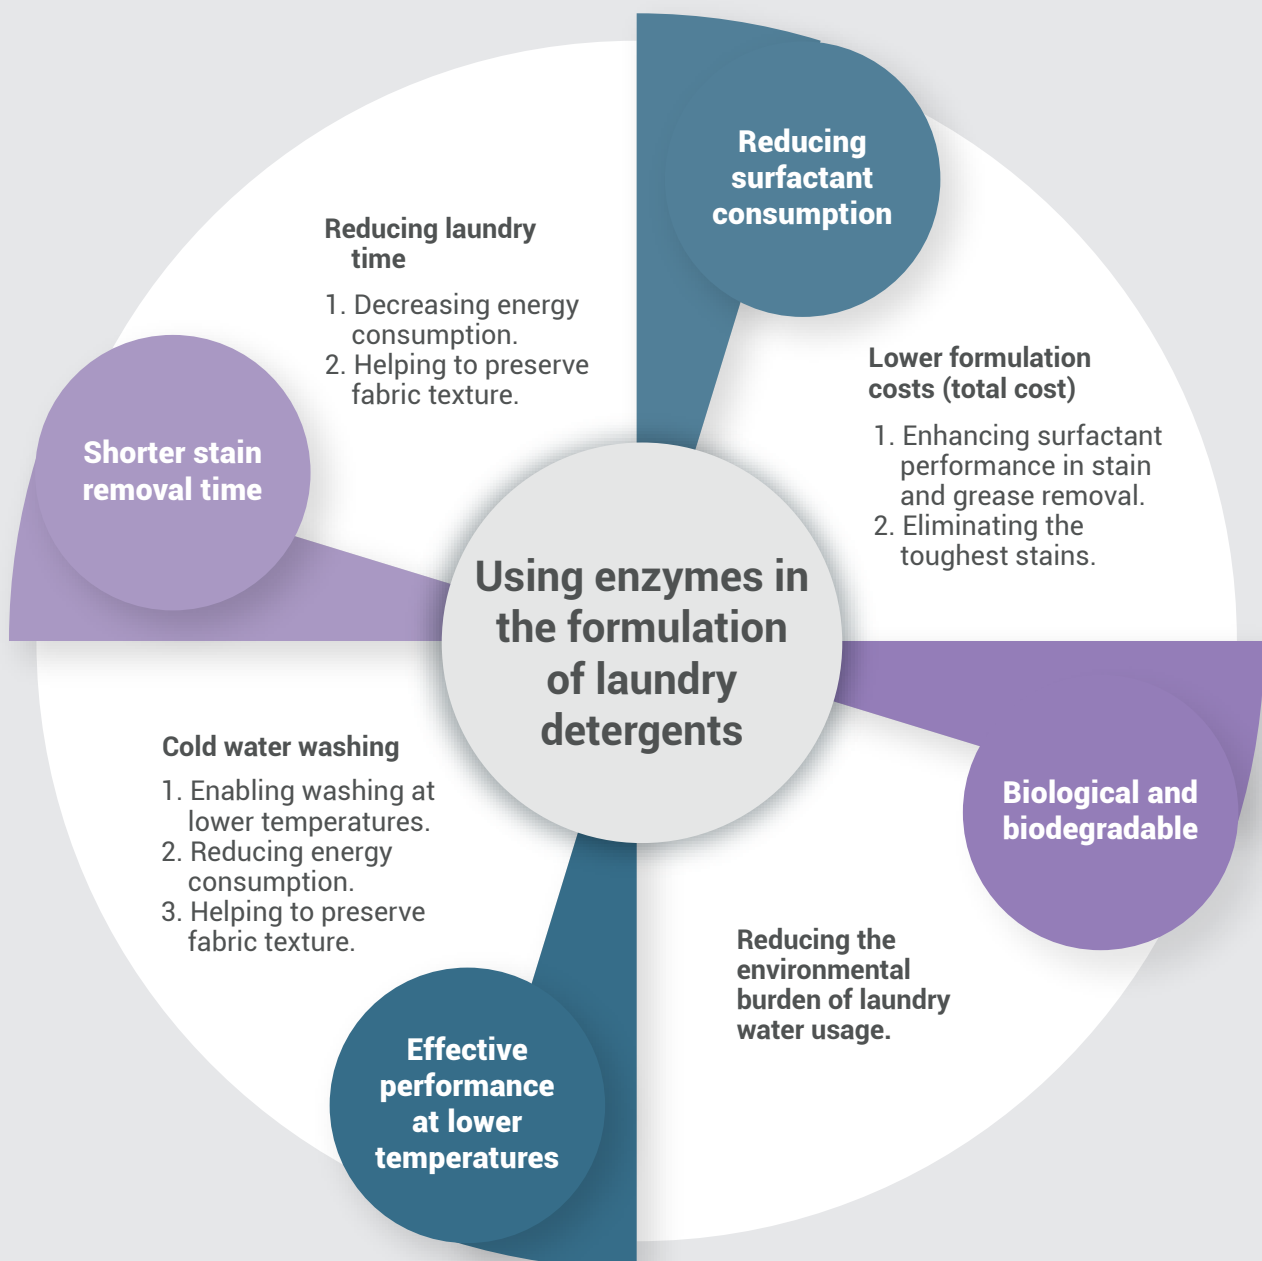 Reducing
surfactant
consumption
Lower formulation
costs (total cost)
1. Enhancing surfactant
performance in stain
and grease removal.
2. Eliminating the
toughest stains.
Reducing laundry
time
1. Decreasing energy
consumption.
2. Helping to preserve
fabric texture.
Shorter stain
removal time
Using enzymes in
the formulation
of laundry
detergents
Biological and
biodegradable
Reducing the
environmental
burden of laundry
water usage.
Cold water washing
1. Enabling washing at
lower temperatures.
2. Reducing energy
consumption.
3. Helping to preserve
fabric texture.
Effective
performance
at lower
temperatures